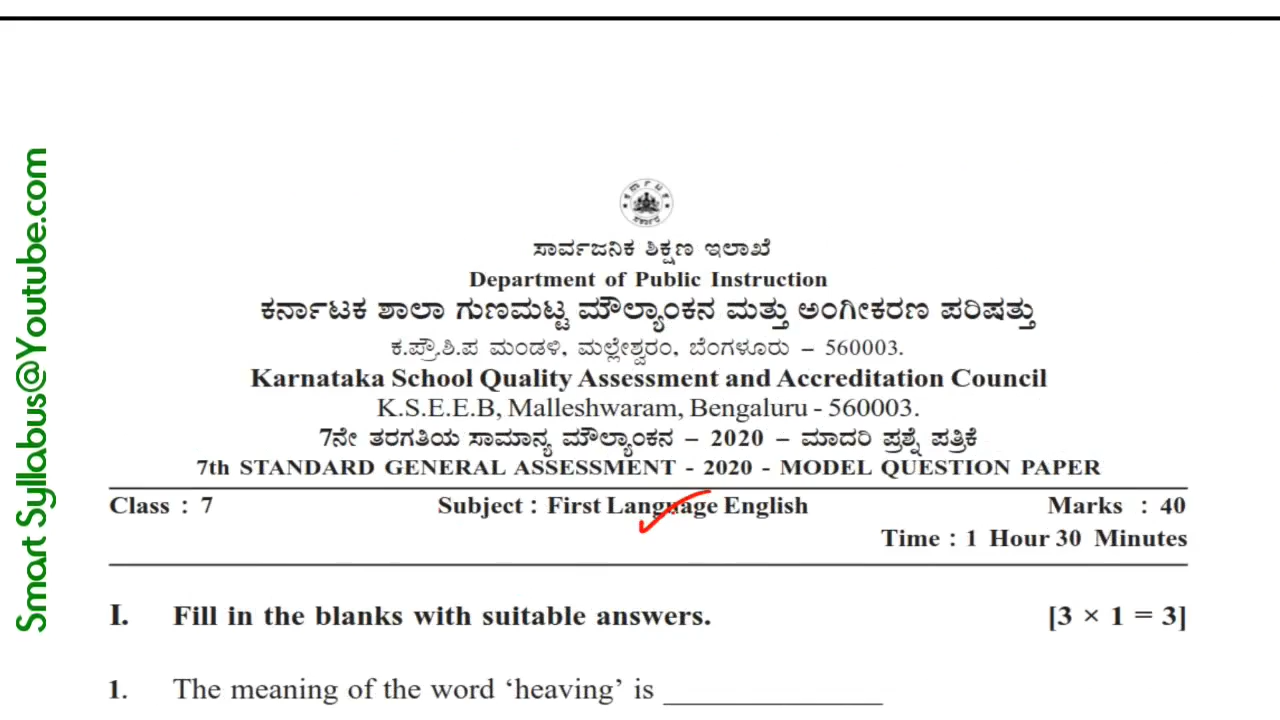 Smart Syllabus@Youtube.com
ಸಾರ್ವಜನಿಕ ಶಿಕ್ಷಣ ಇಲಾಖೆ
Department of Public Instruction
ಕರ್ನಾಟಕ ಶಾಲಾ ಗುಣಮಟ್ಟ ಮೌಲ್ಯಾಂಕನ ಮತ್ತು ಅಂಗೀಕರಣ ಪರಿಷತ್ತು
ಕ.ಪ್ರೌ.ಶಿ.ಪ ಮಂಡಳಿ, ಮಲ್ಲೇಶ್ವರಂ, ಬೆಂಗಳೂರು – 560003.
Karnataka School Quality Assessment and Accreditation Council
K.S.E.E.B, Malleshwaram, Bengaluru - 560003.
7ನೇ ತರಗತಿಯ ಸಾಮಾನ್ಯ ಮೌಲ್ಯಾಂಕನ – 2020 – ಮಾದರಿ ಪ್ರಶ್ನೆ ಪತ್ರಿಕೆ
7th STANDARD GENERAL ASSESSMENT - 2020 - MODEL QUESTION PAPER
Class : 7 Subject : First Language English Marks : 40
Time : 1 Hour 30 Minutes
I. Fill in the blanks with suitable answers. [3 × 1 = 3]
1. The meaning of the word ‘heaving’ is _______________